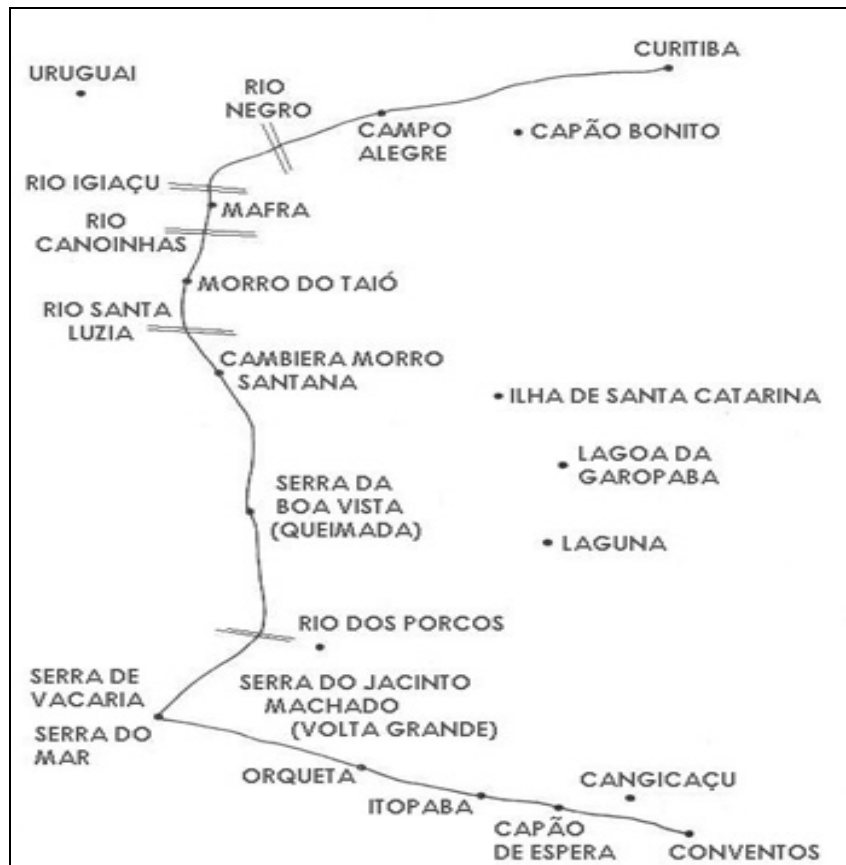 CURITIBA
URUGUAI
RIO
NEGRO
CAMPO
ALEGRE
CAPÃO BONITO
RIO IGIAÇU
MAFRA
RIO
CANOINHAS
MORRO DO TAIÓ
RIO SANTA
LUZIA
CAMBIERA MORRO
SANTANA
ILHA DE SANTA CATARINA
LAGOA DA
GAROPABA
SERRA DA
BOA VISTA
(QUEIMADA)
LAGUNA
RIO DOS PORCOS
SERRA DE
VACARIA
SERRA DO
MAR
SERRA DO JACINTO
MACHADO
(VOLTA GRANDE)
ORQUETA
ITOPABA
CANGICAÇU
CAPÃO
DE ESPERA
CONVENTOS